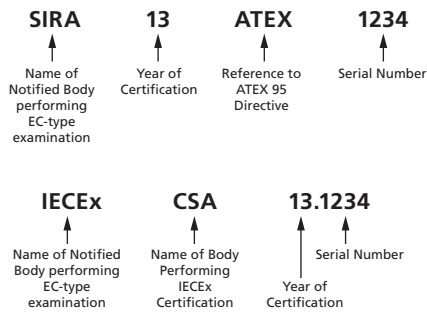 SIRA 13 ATEX 1234
Name of Notified Body performing EC-type examination
Year of Certification
Reference to ATEX 95 Directive
Serial Number
IECEx CSA 13.1234
Name of Notified Body performing EC-type examination
Name of Body Performing IECEx Certification
Year of Certification
Serial Number